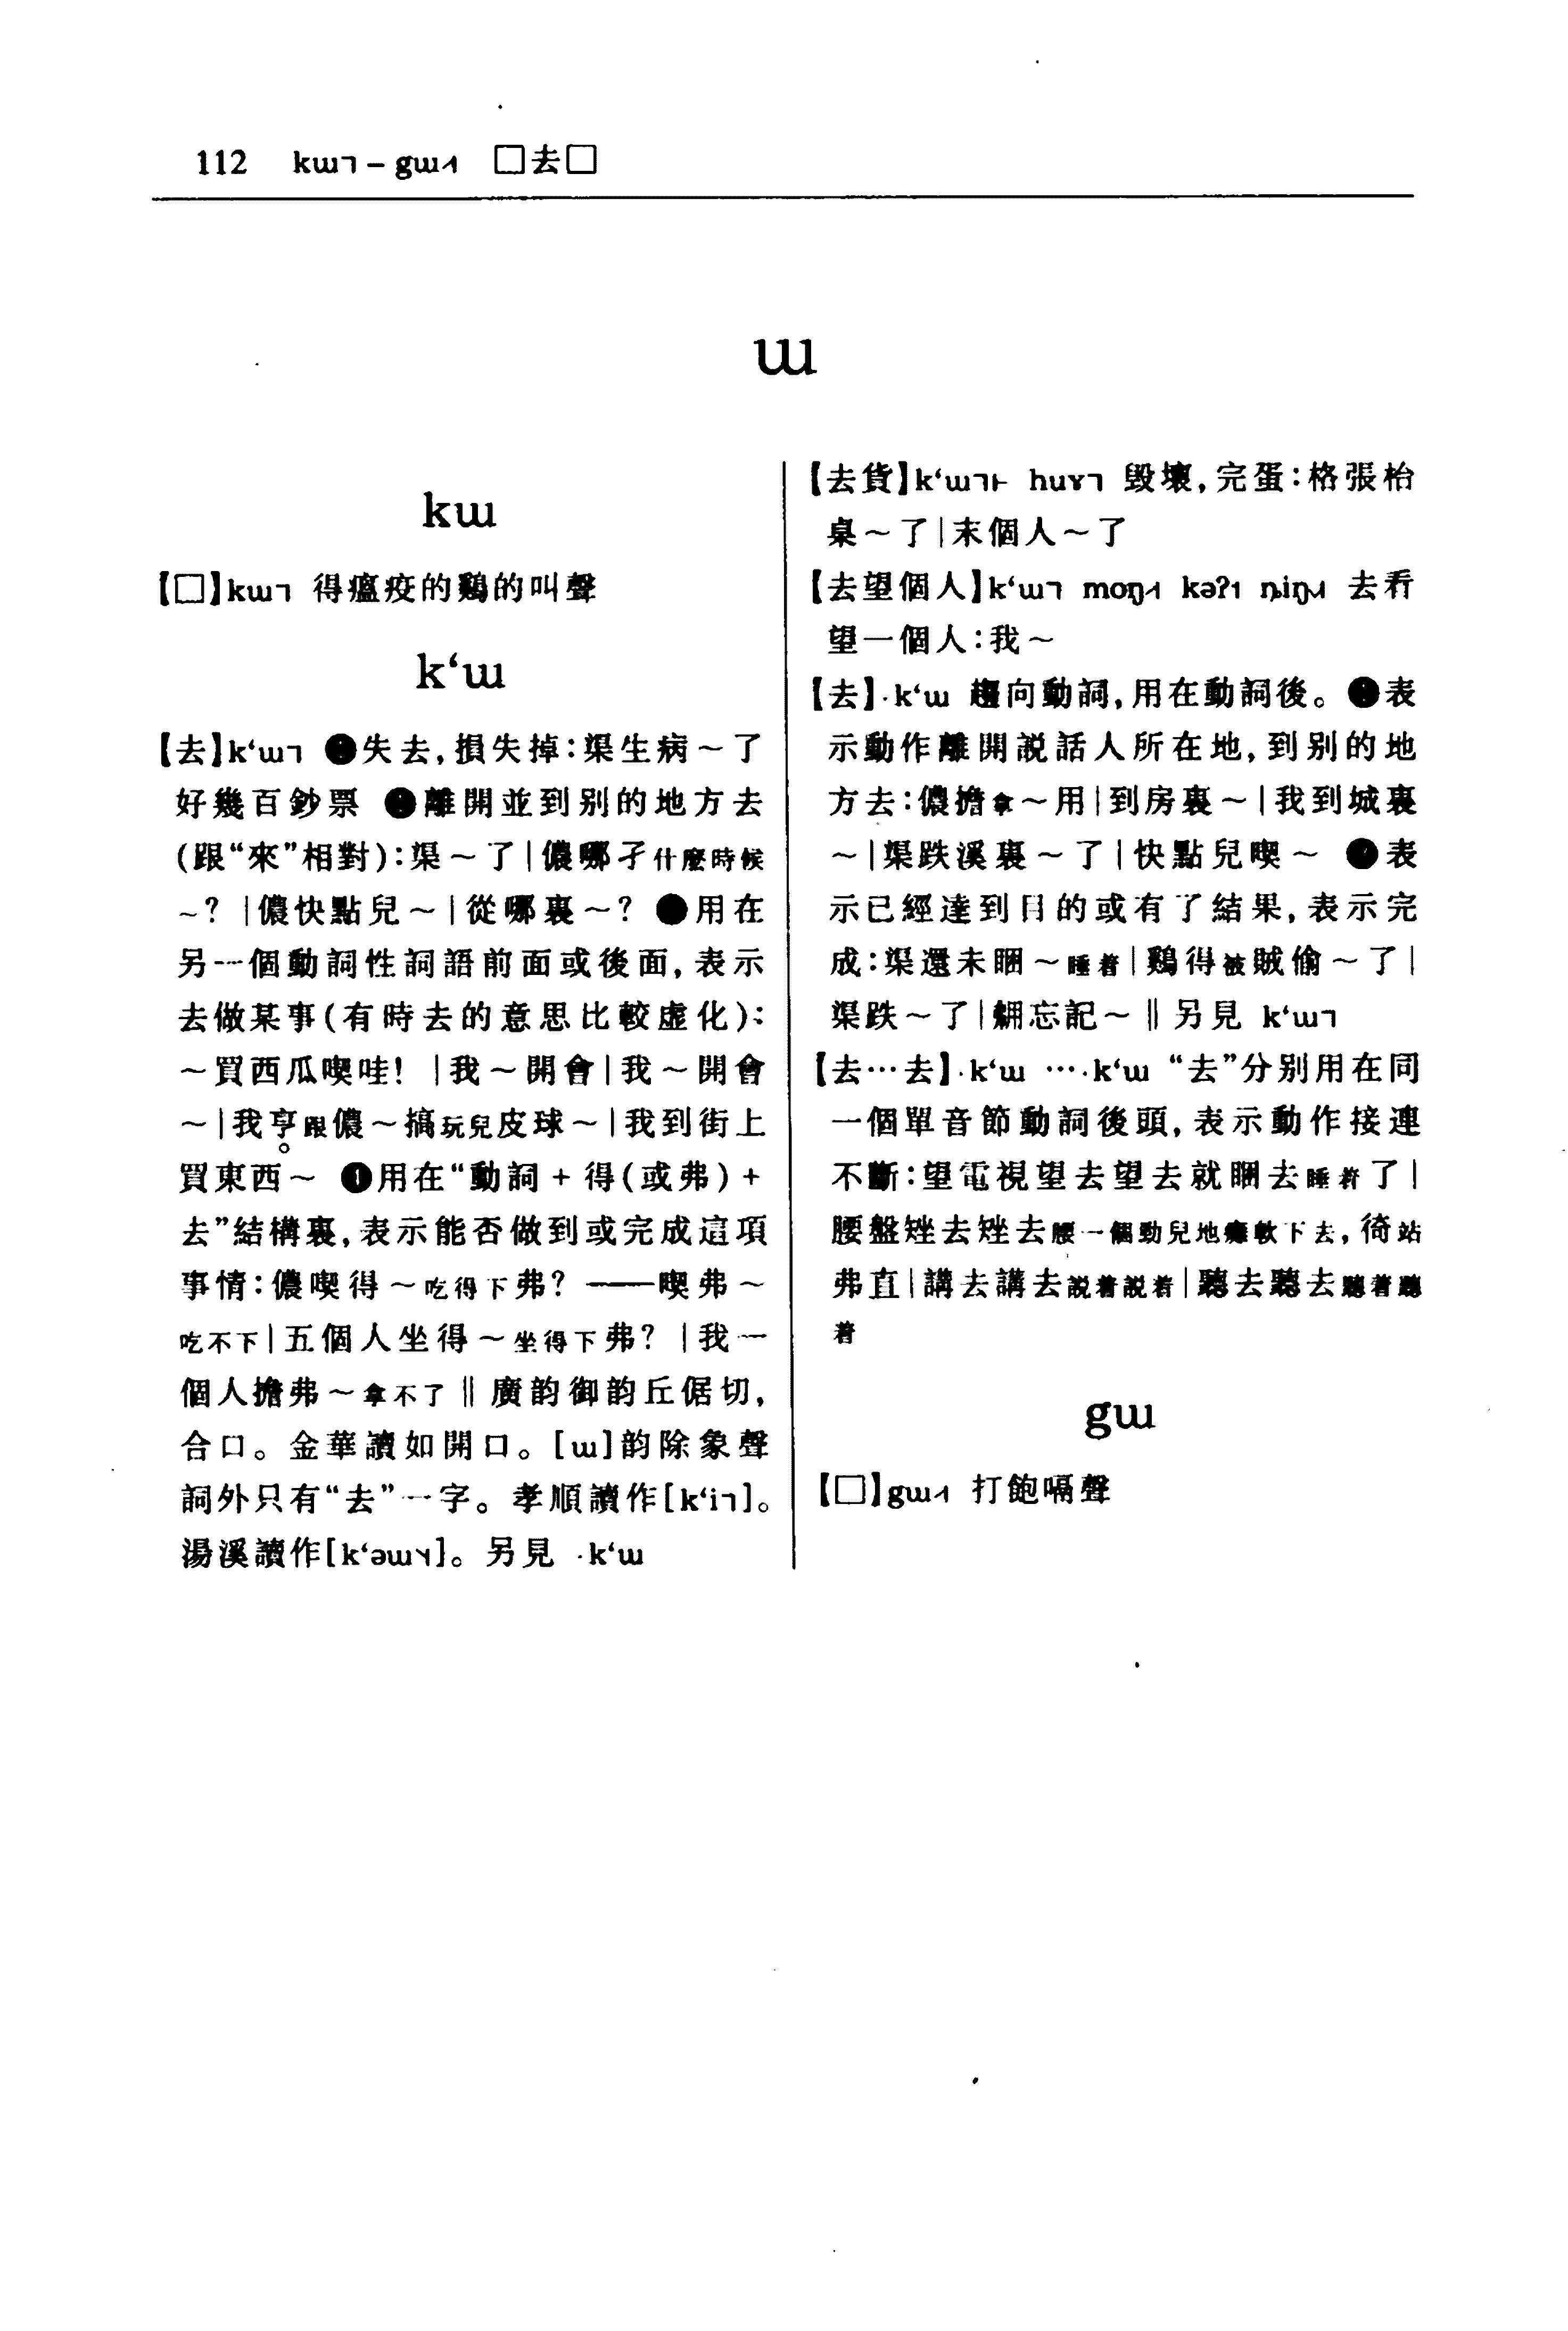 112 kɯ˥ – gɯ˨˦ □去□
ɯ
kɯ
【□】kɯ˥ 得瘟疫的鷄的叫聲
k‘ɯ
【去】k‘ɯ˥ ❶失去,損失掉:渠生病～了
好幾百鈔票 ❷離開並到别的地方去
(跟“來”相對):渠～了|儂哪孑什麽時候
～? |儂快點兒～|從哪裏～? ❸用在
另一個動詞性詞語前面或後面,表示
去做某事(有時去的意思比較虚化):
～買西瓜喫哇! |我～開會|我～開會
～|我亨跟儂～搞玩兒皮球～|我到街上
買東西～ ❹用在“動詞+得(或弗)+
去”結構裏,表示能否做到或完成這項
事情:儂喫得～吃得下弗? ——喫弗～
吃不下|五個人坐得～坐得下弗? |我一
個人擔弗～拿不了‖廣韵御韵丘倨切,
合口。金華讀如開口。[ɯ]韵除象聲
詞外只有“去”一字。孝順讀作[k‘i˥]。
湯溪讀作[k‘əɯ]。另見 ·k‘ɯ
【去貨】k‘ɯ˥ huɤ˥ 毁壞,完蛋:格張枱
桌～了|末個人～了
【去望個人】k‘ɯ˥ moŋ kəʔ ȵiŋ 去看
望一個人:我～
【去】·k‘ɯ 趨向動詞,用在動詞後。❶表
示動作離開説話人所在地,到别的地
方去:儂擔拿～用|到房裏～|我到城裏
～|渠跌溪裏～了|快點兒喫～ ❷表
示已經達到目的或有了結果,表示完
成:渠還未睏～睡着|鷄得被賊偷～了|
渠跌～了|𠣻忘記～‖另見 k‘ɯ˥
【去…去】·k‘ɯ …·k‘ɯ “去”分别用在同
一個單音節動詞後頭,表示動作接連
不斷:望電視望去望去就睏去睡着了|
腰盤矬去矬去腰一個勁兒地癱軟下去,徛站
弗直|講去講去説着説着|聽去聽去聽着聽
着
gɯ
【□】gɯ˨˦ 打飽嗝聲